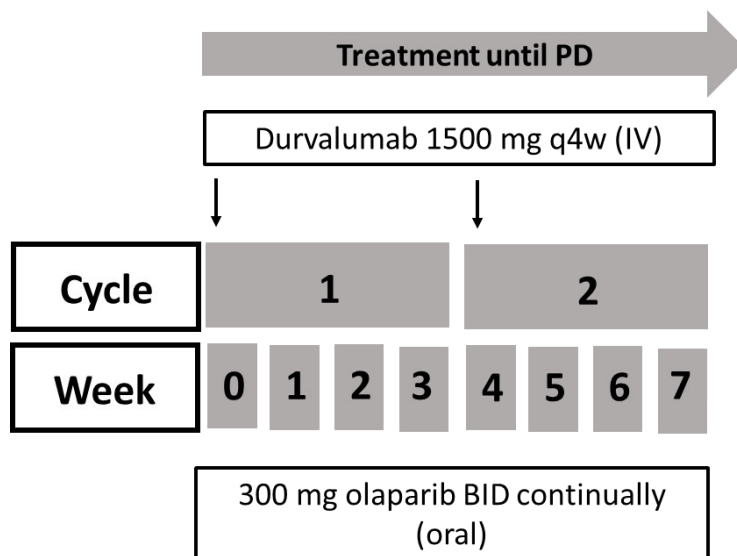 Treatment until PD
Durvalumab 1500 mg q4w (IV)
Cycle 1 2
Week 0 1 2 3 4 5 6 7
300 mg olaparib BID continually
(oral)